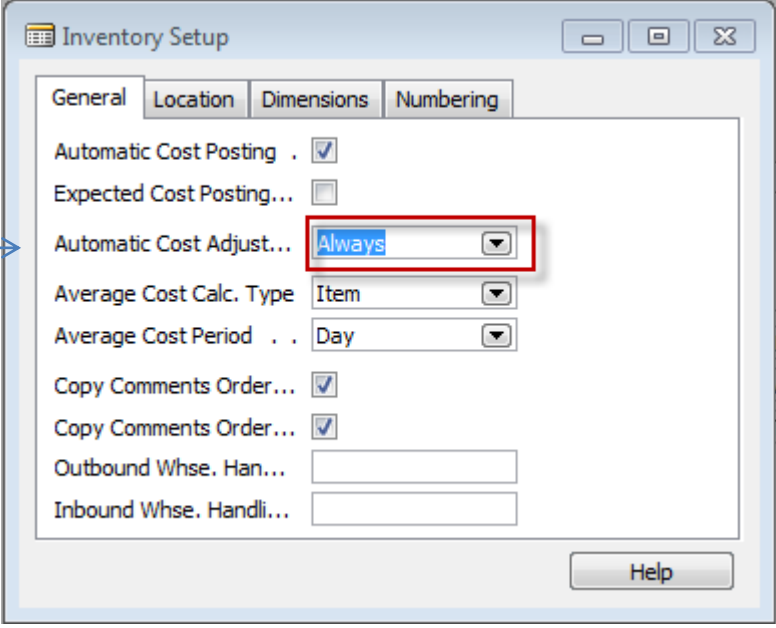 Inventory Setup
General Location Dimensions Numbering
Automatic Cost Posting .
Expected Cost Posting...
Automatic Cost Adjust... Always
Average Cost Calc. Type Item
Average Cost Period . . Day
Copy Comments Order...
Copy Comments Order...
Outbound Whse. Han...
Inbound Whse. Handli...
Help